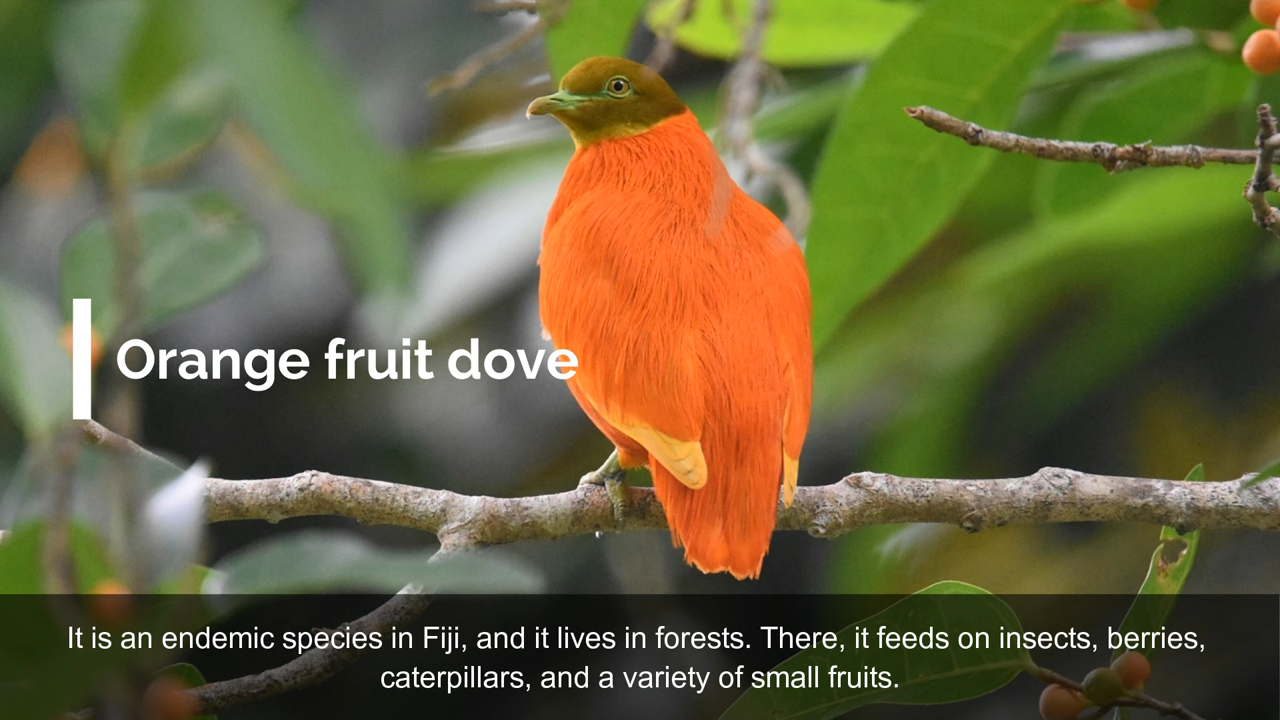 Orange fruit dove
It is an endemic species in Fiji, and it lives in forests. There, it feeds on insects, berries,
caterpillars, and a variety of small fruits.